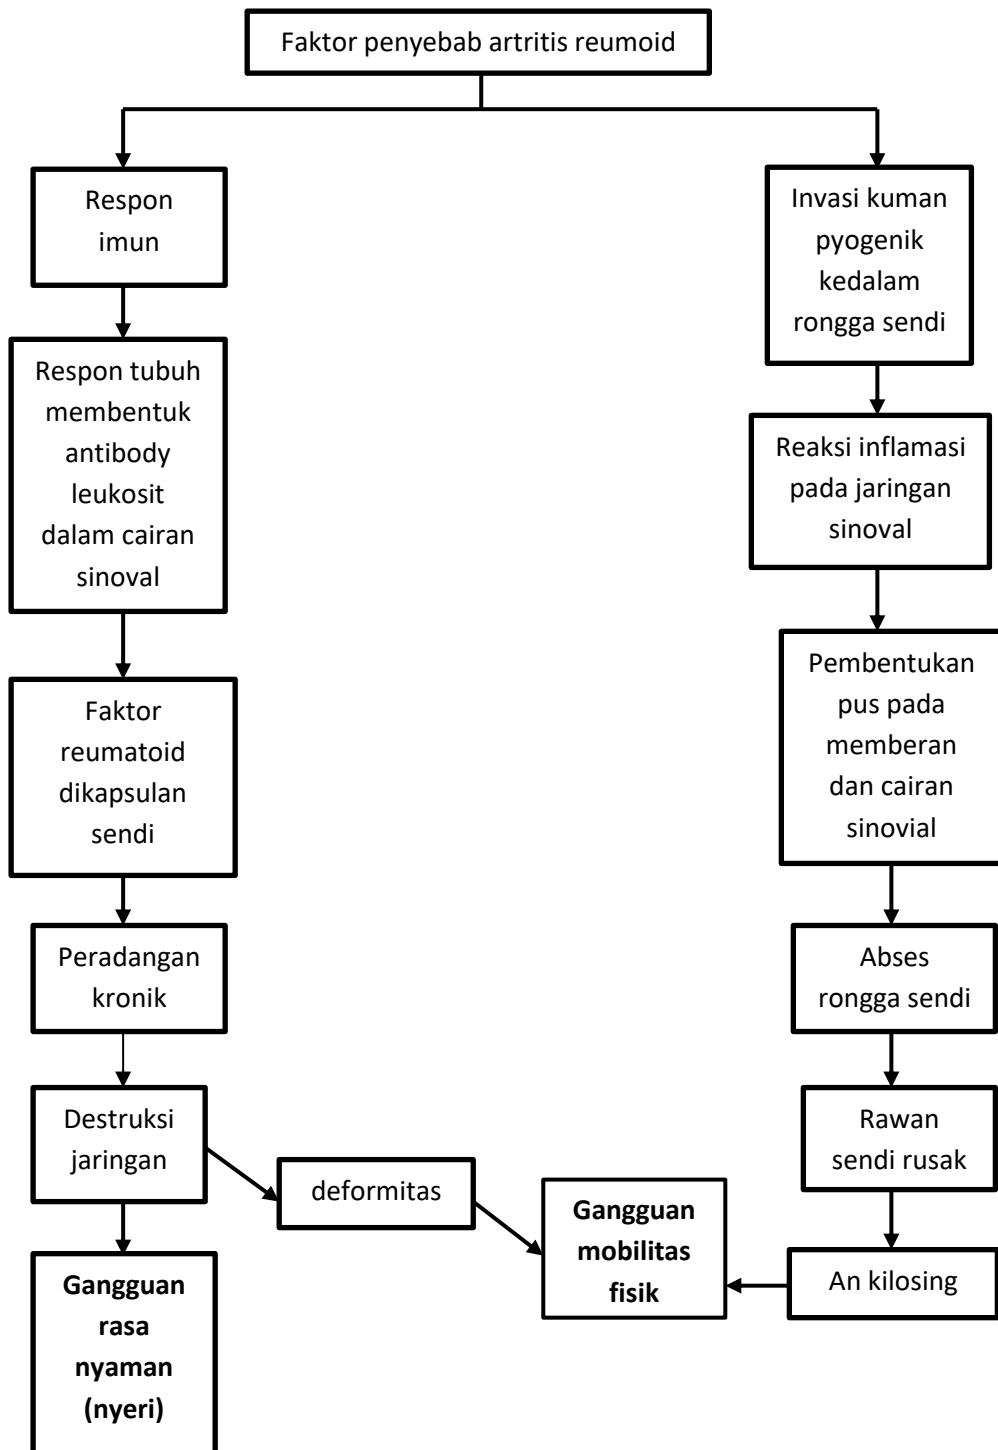 Faktor penyebab artritis reumoid
Respon
imun
Respon tubuh
membentuk
antibody
leukosit
dalam cairan
sinoval
Faktor
reumatoid
dikapsulan
sendi
Peradangan
kronik
Destruksi
jaringan
Gangguan
rasa
nyaman
(nyeri)
deformitas
Gangguan
mobilitas
fisik
Invasi kuman
pyogenik
kedalam
rongga sendi
Reaksi inflamasi
pada jaringan
sinoval
Pembentukan
pus pada
memberan
dan cairan
sinovial
Abses
rongga sendi
Rawan
sendi rusak
An kilosing